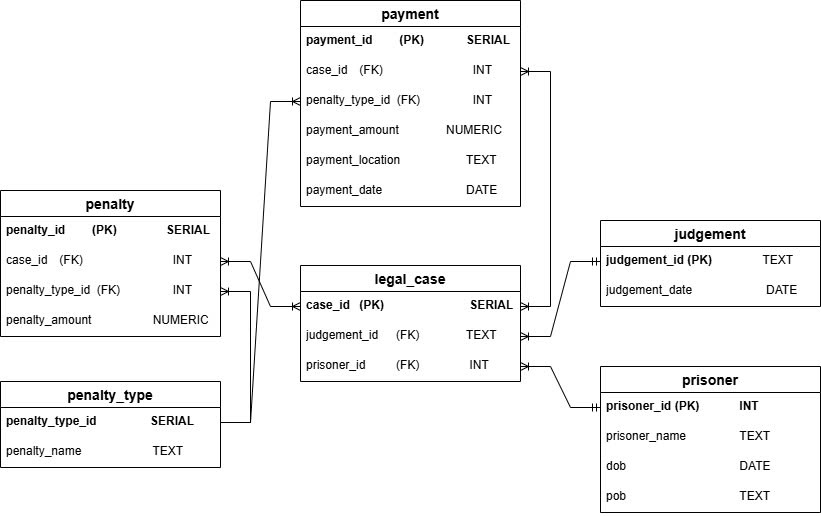 payment
payment_id (PK) SERIAL
case_id (FK) INT
penalty_type_id (FK) INT
payment_amount NUMERIC
payment_location TEXT
payment_date DATE
penalty
penalty_id (PK) SERIAL
case_id (FK) INT
penalty_type_id (FK) INT
penalty_amount NUMERIC
penalty_type
penalty_type_id SERIAL
penalty_name TEXT
legal_case
case_id (PK) SERIAL
judgement_id (FK) TEXT
prisoner_id (FK) INT
judgement
judgement_id (PK) TEXT
judgement_date DATE
prisoner
prisoner_id (PK) INT
prisoner_name TEXT
dob DATE
pob TEXT